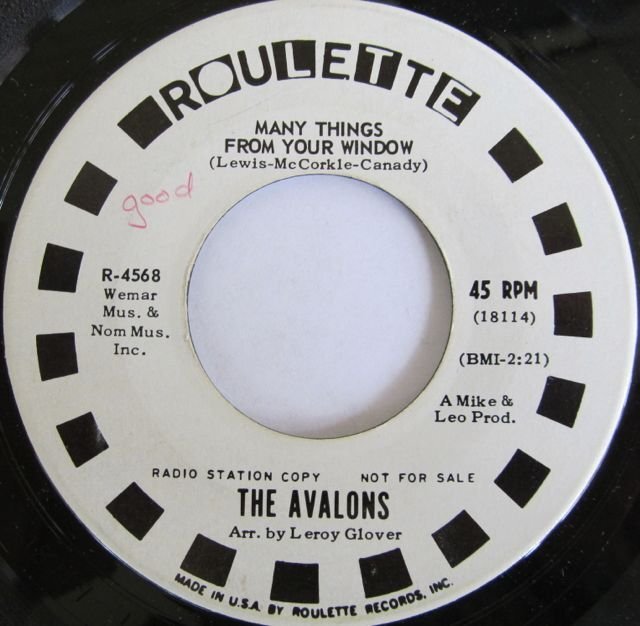 ROULETTE
MANY THINGS
FROM YOUR WINDOW
(Lewis-McCorkle-Canady)
good
R-4568
Wemar
Mus. &
Nom Mus.
Inc.
45 RPM
(18114)
(BMI-2:21)
A Mike &
Leo Prod.
RADIO STATION COPY NOT FOR SALE
THE AVALONS
Arr. by Leroy Glover
MADE IN U.S.A. BY ROULETTE RECORDS, INC.